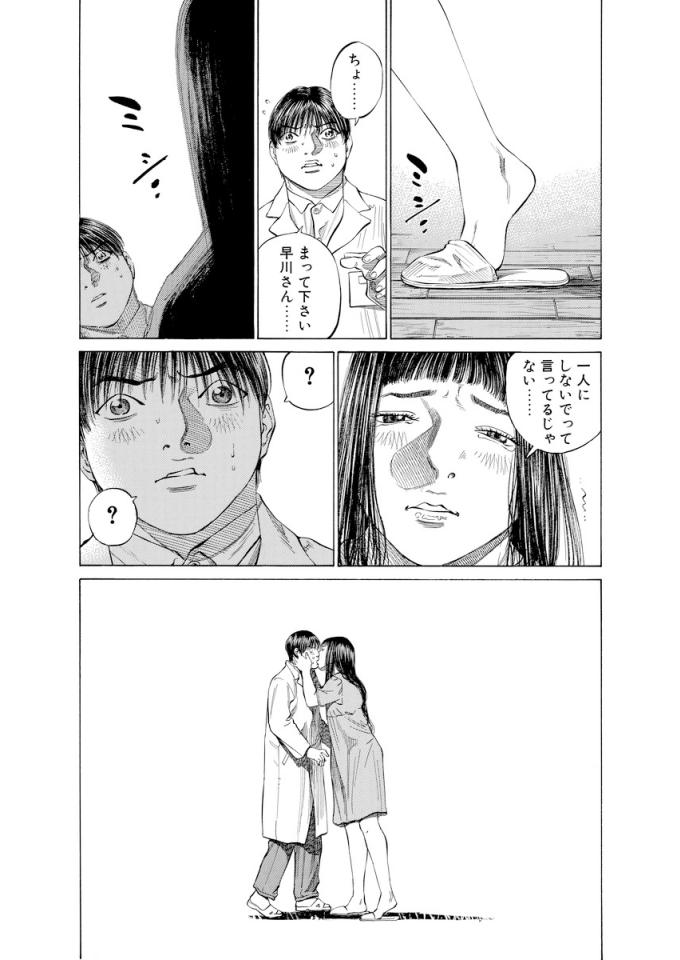 ミシ
ちょ……
まって下さい
早川さん……
ミシ
一人に
しないでって
言ってるじゃ
ない……
?
?